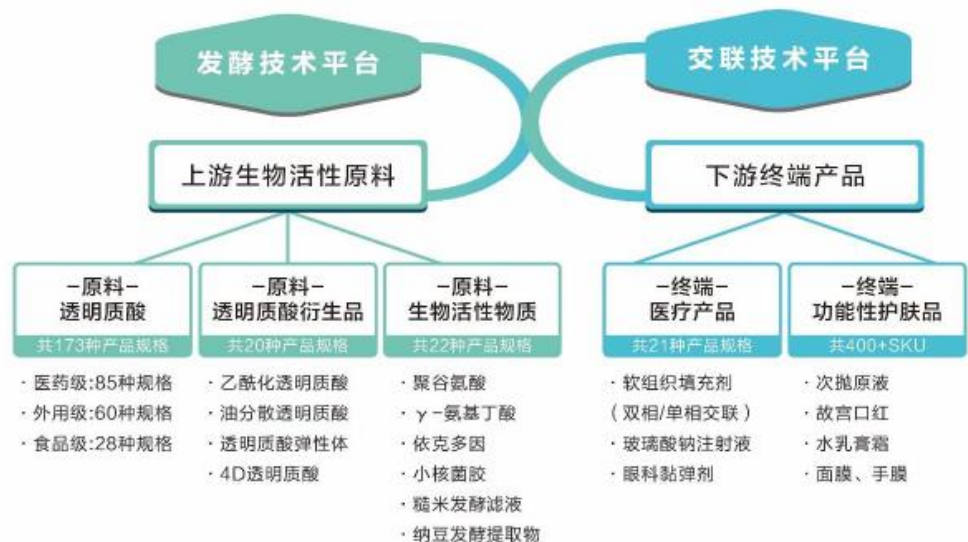 发酵技术平台
交联技术平台
上游生物活性原料
下游终端产品
-原料-
透明质酸
共173种产品规格
·医药级:85种规格
·外用级:60种规格
·食品级:28种规格
-原料-
透明质酸衍生品
共20种产品规格
·乙酰化透明质酸
·油分散透明质酸
·透明质酸弹性体
·4D透明质酸
-原料-
生物活性物质
共22种产品规格
·聚谷氨酸
·γ-氨基丁酸
·依克多因
·小核菌胶
·糙米发酵滤液
·纳豆发酵提取物
-终端-
医疗产品
共21种产品规格
·软组织填充剂
(双相/单相交联)
·玻璃酸钠注射液
·眼科黏弹剂
-终端-
功能性护肤品
共400+SKU
·次抛原液
·故宫口红
·水乳膏霜
·面膜、手膜